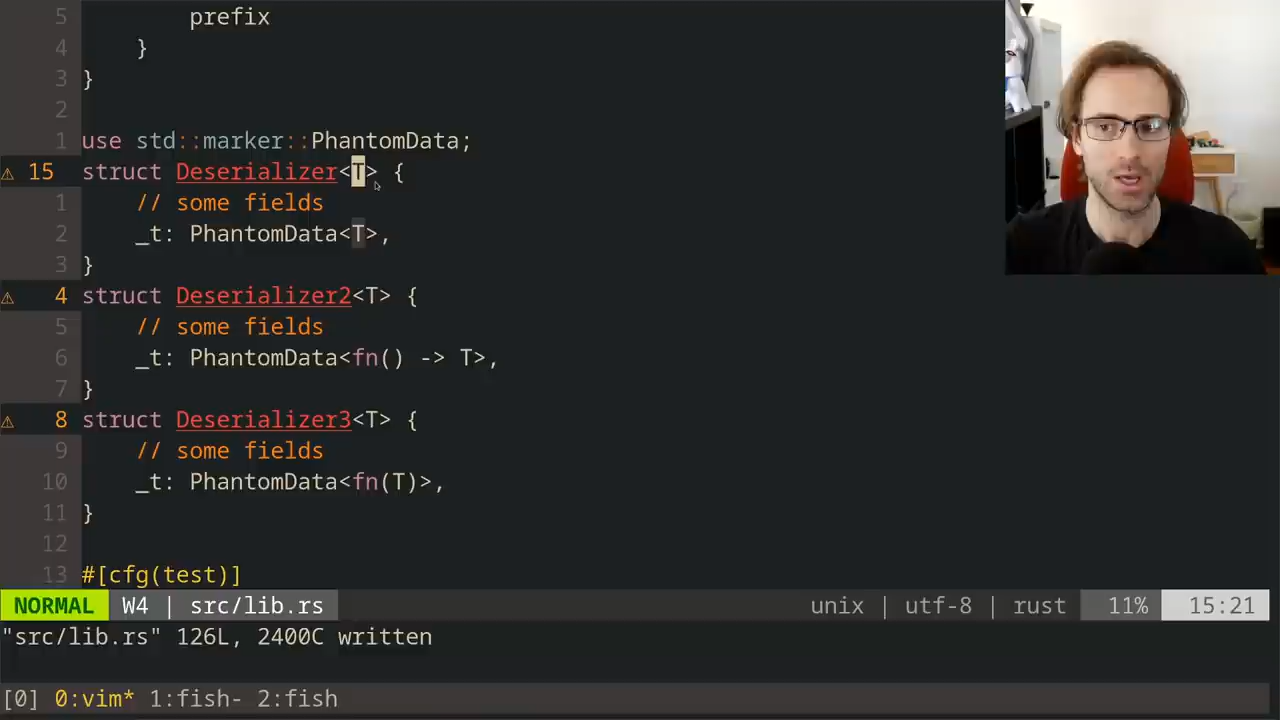 5 prefix
4 }
3 }
2
1 use std::marker::PhantomData;
⚠ 15 struct Deserializer<T> {
1 // some fields
2 _t: PhantomData<T>,
3 }
⚠ 4 struct Deserializer2<T> {
5 // some fields
6 _t: PhantomData<fn() -> T>,
7 }
⚠ 8 struct Deserializer3<T> {
9 // some fields
10 _t: PhantomData<fn(T)>,
11 }
12
13 #[cfg(test)]
NORMAL W4 | src/lib.rs unix | utf-8 | rust 11% 15:21
"src/lib.rs" 126L, 2400C written
[0] 0:vim* 1:fish- 2:fish